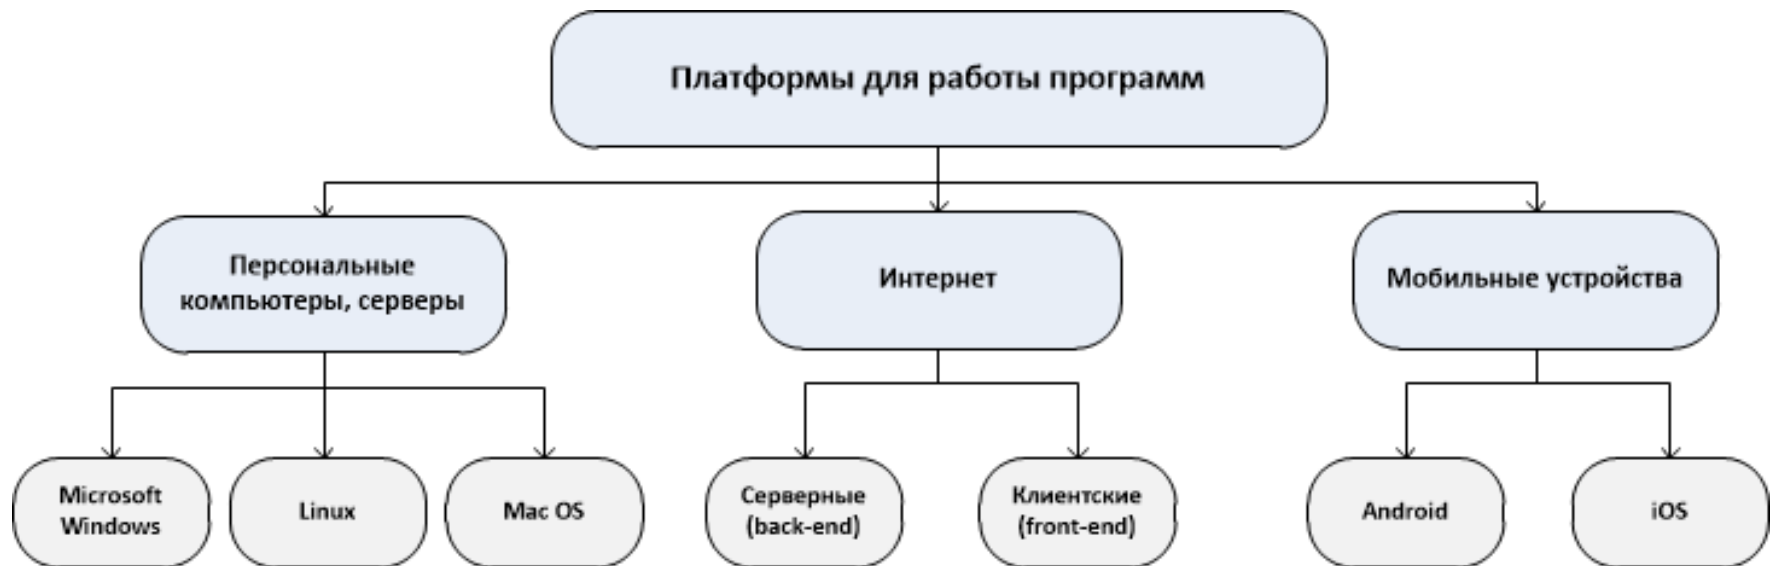 Платформы для работы программ
Персональные
компьютеры, серверы
Интернет
Мобильные устройства
Microsoft
Windows
Linux
Mac OS
Серверные
(back-end)
Клиентские
(front-end)
Android
iOS